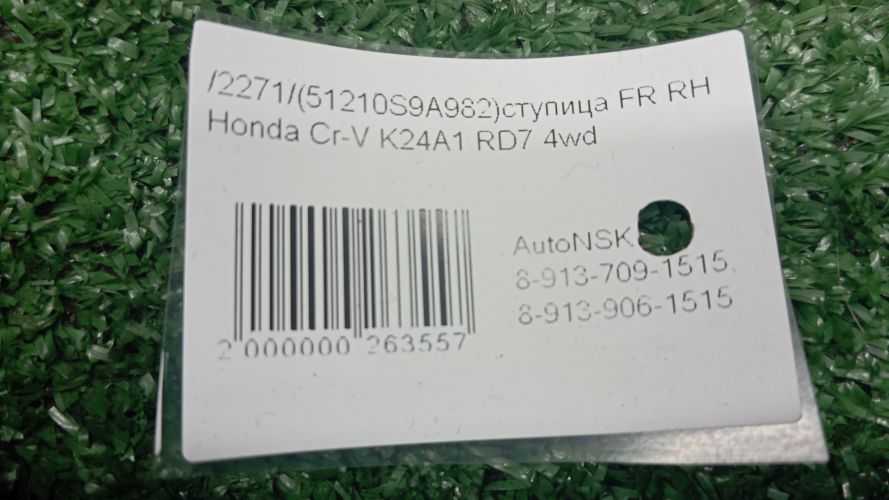 /2271/(51210S9A982)ступица FR RH
Honda Cr-V K24A1 RD7 4wd
AutoNSK
8-913-709-1515,
8-913-906-1515
2 000000 263557